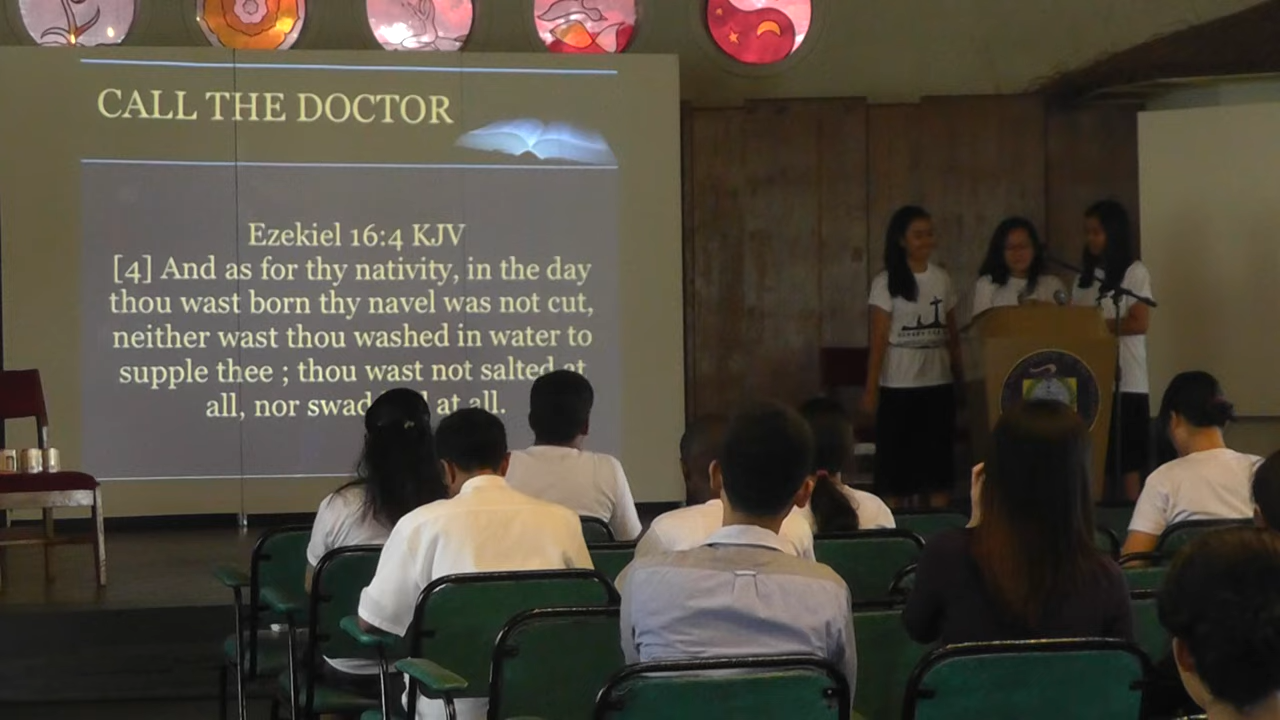 CALL THE DOCTOR
Ezekiel 16:4 KJV
[4] And as for thy nativity, in the day
thou wast born thy navel was not cut,
neither wast thou washed in water to
supple thee ; thou wast not salted at
all, nor at all.